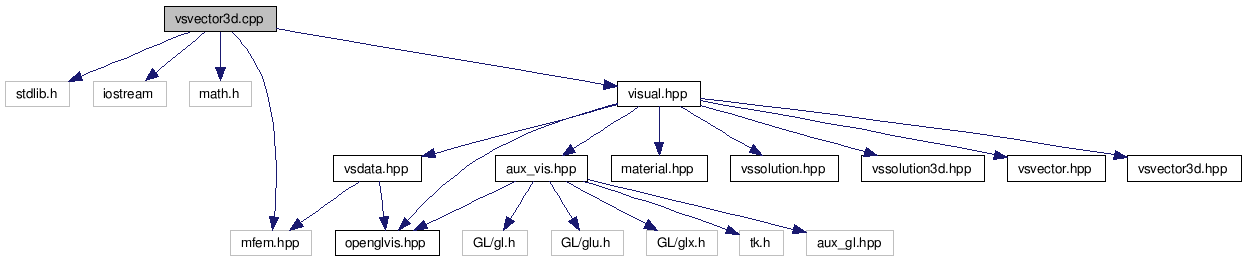 vsvector3d.cpp
stdlib.h
iostream
math.h
visual.hpp
vsdata.hpp
aux_vis.hpp
material.hpp
vssolution.hpp
vssolution3d.hpp
vsvector.hpp
vsvector3d.hpp
mfem.hpp
openglvis.hpp
GL/gl.h
GL/glu.h
GL/glx.h
tk.h
aux_gl.hpp